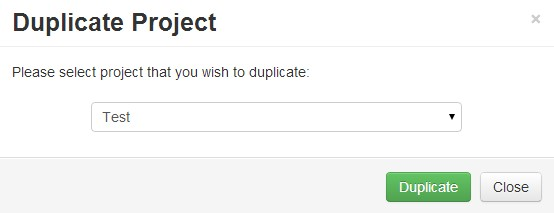 Duplicate Project
×
Please select project that you wish to duplicate:
Test
Duplicate Close